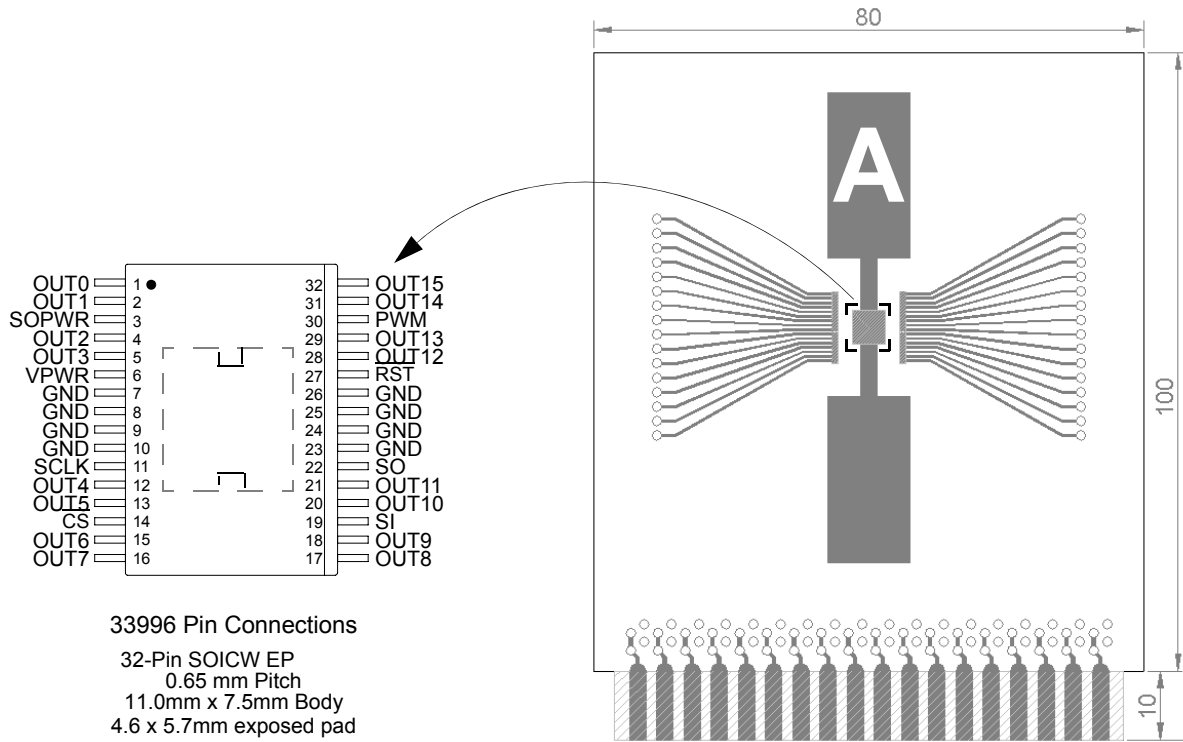 80
A
100
10
OUT0 1 32 OUT15
OUT1 2 31 OUT14
SOPWR 3 30 PWM
OUT2 4 29 OUT13
OUT3 5 28 OUT12
VPWR 6 27 RST
GND 7 26 GND
GND 8 25 GND
GND 9 24 GND
GND 10 23 GND
SCLK 11 22 SO
OUT4 12 21 OUT11
OUT5 13 20 OUT10
CS 14 19 SI
OUT6 15 18 OUT9
OUT7 16 17 OUT8
33996 Pin Connections
32-Pin SOICW EP
0.65 mm Pitch
11.0mm x 7.5mm Body
4.6 x 5.7mm exposed pad